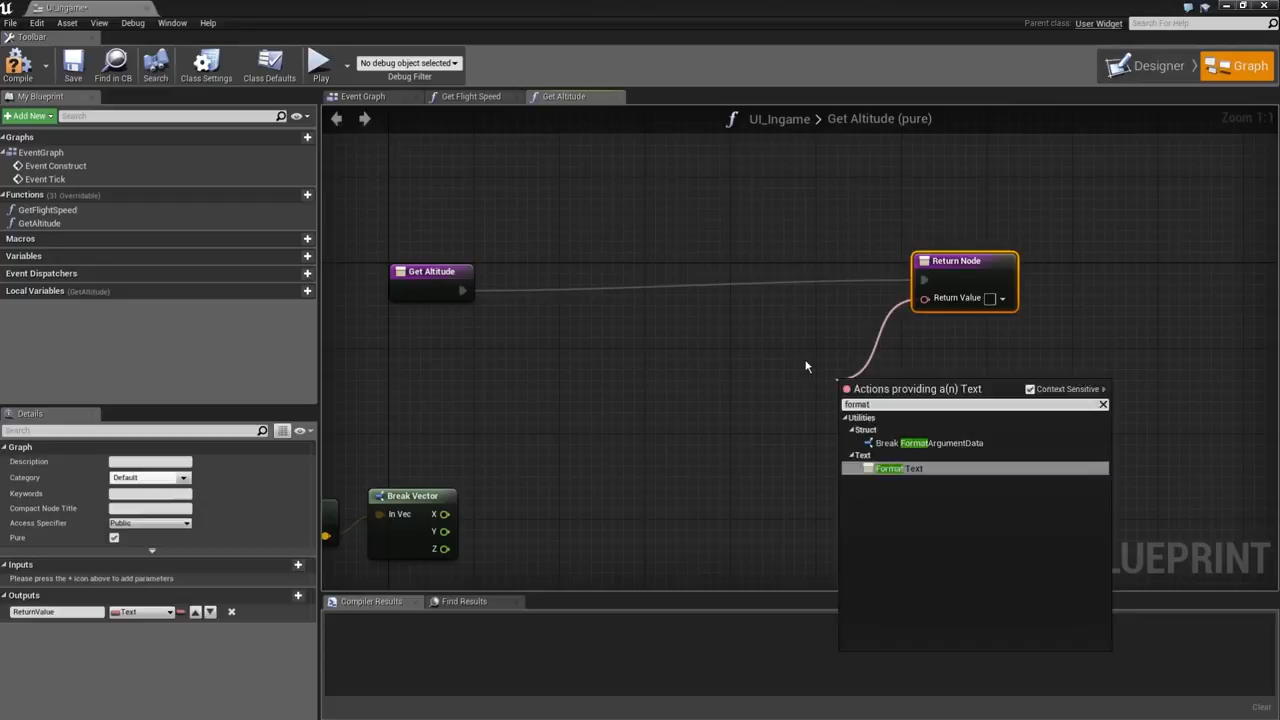 UI_Ingame*
File Edit Asset View Debug Window Help
Parent class: User Widget Search For Help
Toolbar
Compile Save Find in CB Search Class Settings Class Defaults Play
No debug object selected
Debug Filter
Designer Graph
My Blueprint
Event Graph Get Flight Speed Get Altitude
Add New Search
UI_Ingame > Get Altitude (pure)
Zoom 1:1
Graphs
EventGraph
Event Construct
Event Tick
Functions (31 Overridable)
GetFlightSpeed
GetAltitude
Macros
Variables
Event Dispatchers
Local Variables (GetAltitude)
Get Altitude
Return Node
Return Value
Actions providing a(n) Text Context Sensitive
format
Utilities
Struct
Break FormatArgumentData
Text
Format Text
Break Vector
In Vec X
Y
Z
BLUEPRINT
Details
Search
Graph
Description
Category Default
Keywords
Compact Node Title
Access Specifier Public
Pure
Inputs
Please press the + icon above to add parameters
Outputs
ReturnValue Text
Compiler Results Find Results
Clear